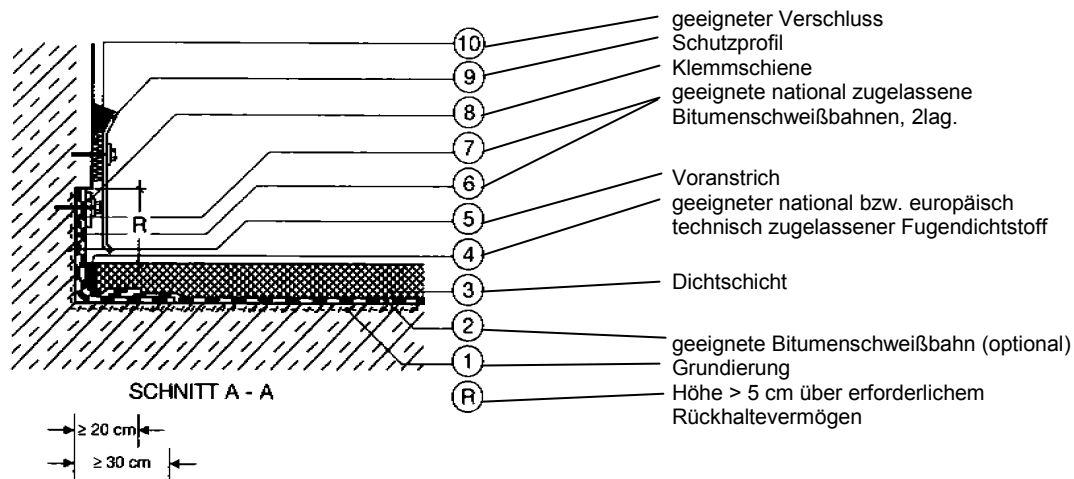 10 geeigneter Verschluss
9 Schutzprofil
8 Klemmschiene
7 geeignete national zugelassene
6 Bitumenschweißbahnen, 2lag.
5 Voranstrich
4 geeigneter national bzw. europäisch
technisch zugelassener Fugendichtstoff
3 Dichtschicht
2 geeignete Bitumenschweißbahn (optional)
1 Grundierung
R Höhe > 5 cm über erforderlichem
Rückhaltevermögen
R
SCHNITT A - A
≥ 20 cm
≥ 30 cm